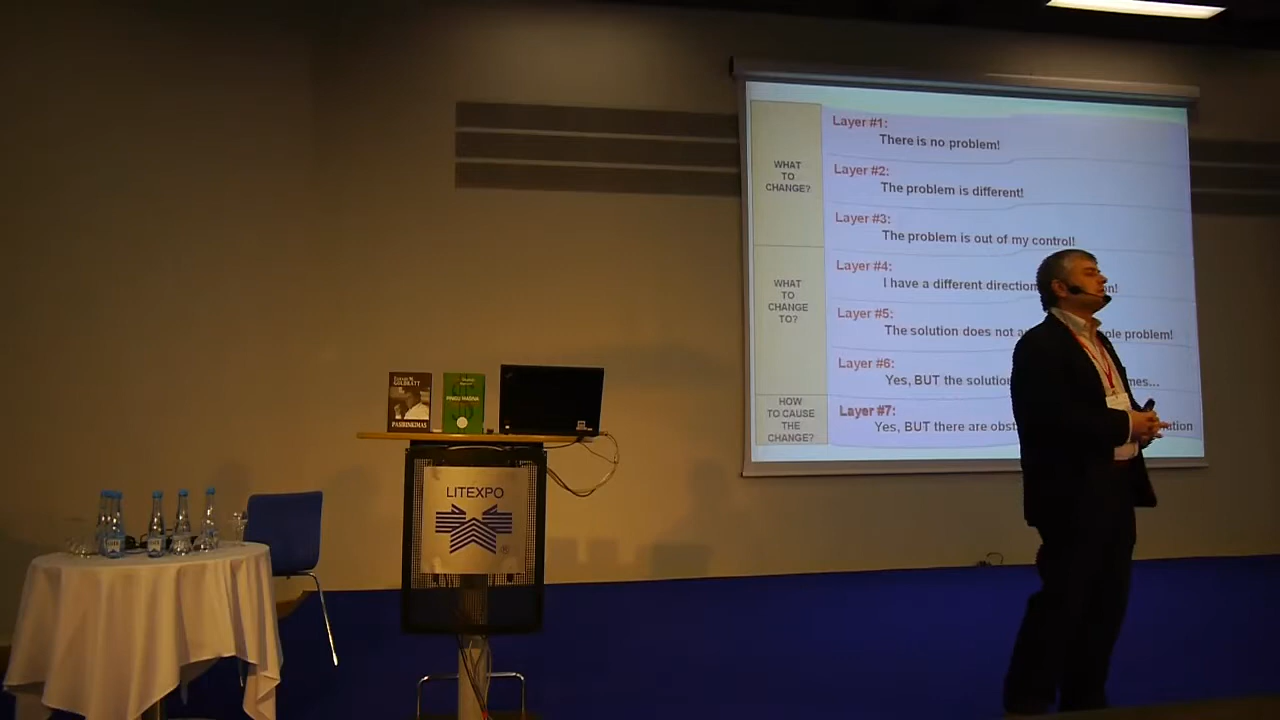 WHAT
TO
CHANGE?
Layer #1:
There is no problem!
Layer #2:
The problem is different!
Layer #3:
The problem is out of my control!
WHAT
TO
CHANGE
TO?
Layer #4:
I have a different direction
Layer #5:
The solution does not problem!
Layer #6:
Yes, BUT the
Layer #7:
Yes, BUT there are
HOW
TO CAUSE
THE
CHANGE?
GOLDRATT
PASIRINKIMAS
LITEXPO